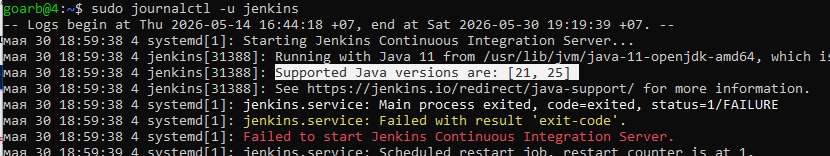 goarb@4:~$ sudo journalctl -u jenkins
-- Logs begin at Thu 2026-05-14 16:44:18 +07, end at Sat 2026-05-30 19:19:39 +07. --
мая 30 18:59:38 4 systemd[1]: Starting Jenkins Continuous Integration Server...
мая 30 18:59:38 4 jenkins[31388]: Running with Java 11 from /usr/lib/jvm/java-11-openjdk-amd64, which is
мая 30 18:59:38 4 jenkins[31388]: Supported Java versions are: [21, 25]
мая 30 18:59:38 4 jenkins[31388]: See https://jenkins.io/redirect/java-support/ for more information.
мая 30 18:59:38 4 systemd[1]: jenkins.service: Main process exited, code=exited, status=1/FAILURE
мая 30 18:59:38 4 systemd[1]: jenkins.service: Failed with result 'exit-code'.
мая 30 18:59:38 4 systemd[1]: Failed to start Jenkins Continuous Integration Server.
мая 30 18:59:39 4 systemd[1]: jenkins.service: Scheduled restart job, restart counter is at 1.